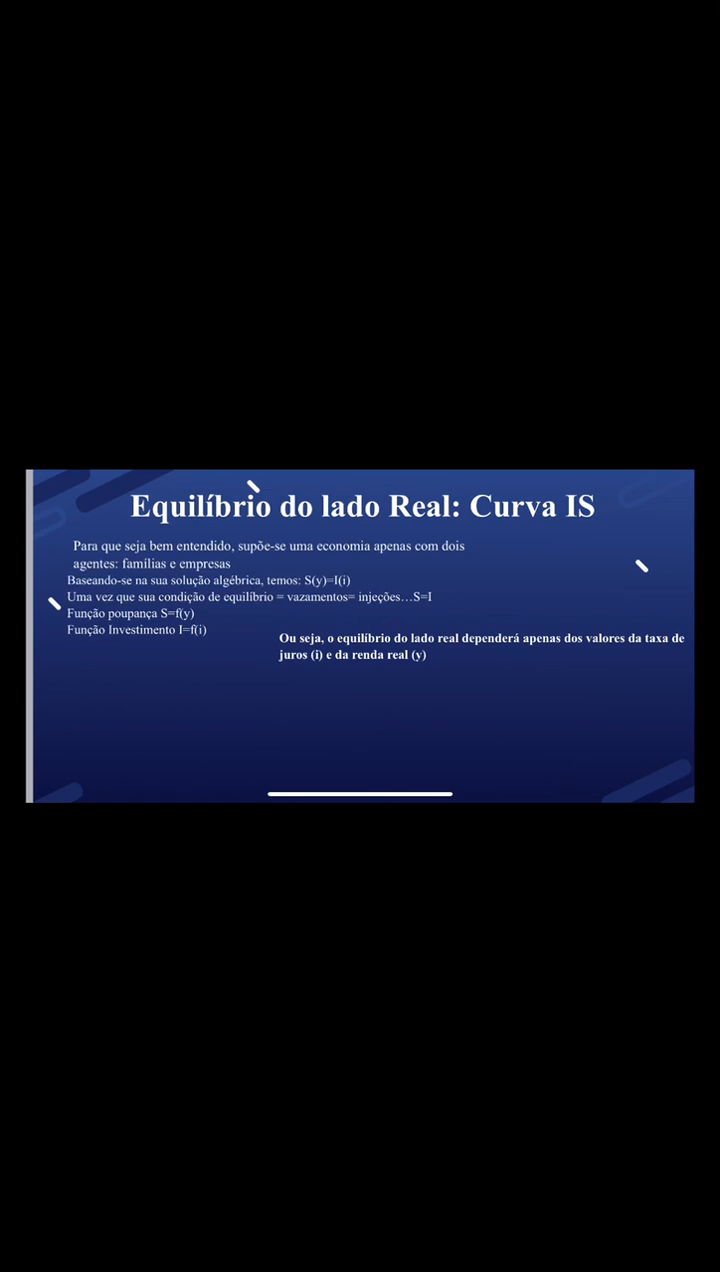 Equilíbrio do lado Real: Curva IS
Para que seja bem entendido, supõe-se uma economia apenas com dois
agentes: famílias e empresas
Baseando-se na sua solução algébrica, temos: S(y)=I(i)
Uma vez que sua condição de equilíbrio = vazamentos= injeções…S=I
Função poupança S=f(y)
Função Investimento I=f(i)
Ou seja, o equilíbrio do lado real dependerá apenas dos valores da taxa de
juros (i) e da renda real (y)